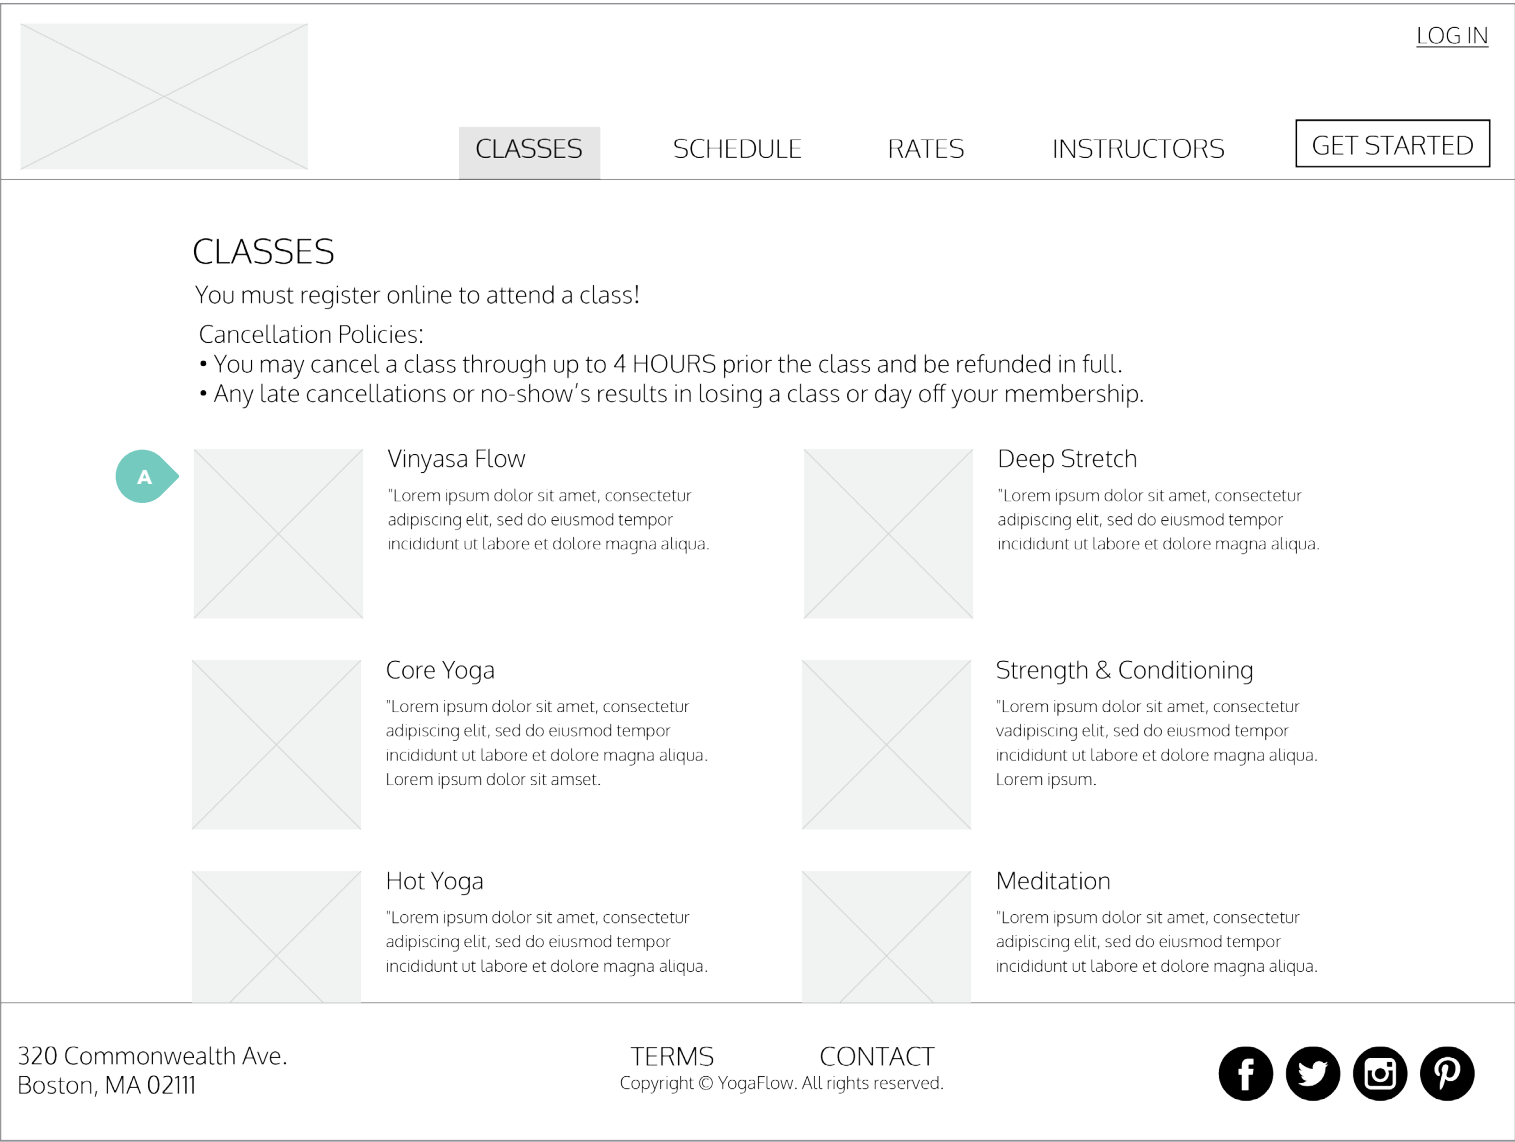 LOG IN
CLASSES
SCHEDULE
RATES
INSTRUCTORS
GET STARTED
CLASSES
You must register online to attend a class!
Cancellation Policies:
• You may cancel a class through up to 4 HOURS prior the class and be refunded in full.
• Any late cancellations or no-show's results in losing a class or day off your membership.
A
Vinyasa Flow
"Lorem ipsum dolor sit amet, consectetur
adipiscing elit, sed do eiusmod tempor
incididunt ut labore et dolore magna aliqua.
Deep Stretch
"Lorem ipsum dolor sit amet, consectetur
adipiscing elit, sed do eiusmod tempor
incididunt ut labore et dolore magna aliqua.
Core Yoga
"Lorem ipsum dolor sit amet, consectetur
adipiscing elit, sed do eiusmod tempor
incididunt ut labore et dolore magna aliqua.
Lorem ipsum dolor sit amset.
Strength & Conditioning
"Lorem ipsum dolor sit amet, consectetur
vadipiscing elit, sed do eiusmod tempor
incididunt ut labore et dolore magna aliqua.
Lorem ipsum.
Hot Yoga
"Lorem ipsum dolor sit amet, consectetur
adipiscing elit, sed do eiusmod tempor
incididunt ut labore et dolore magna aliqua.
Meditation
"Lorem ipsum dolor sit amet, consectetur
adipiscing elit, sed do eiusmod tempor
incididunt ut labore et dolore magna aliqua.
320 Commonwealth Ave.
Boston, MA 02111
TERMS
CONTACT
Copyright © YogaFlow. All rights reserved.